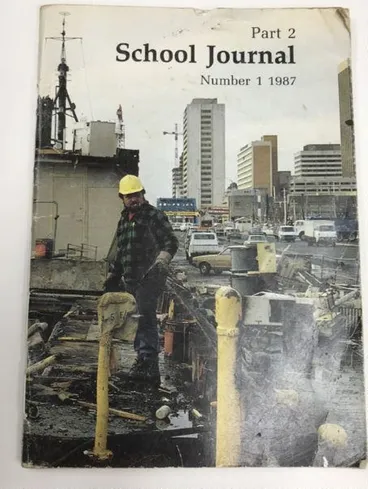 Part 2
School Journal
Number 1 1987